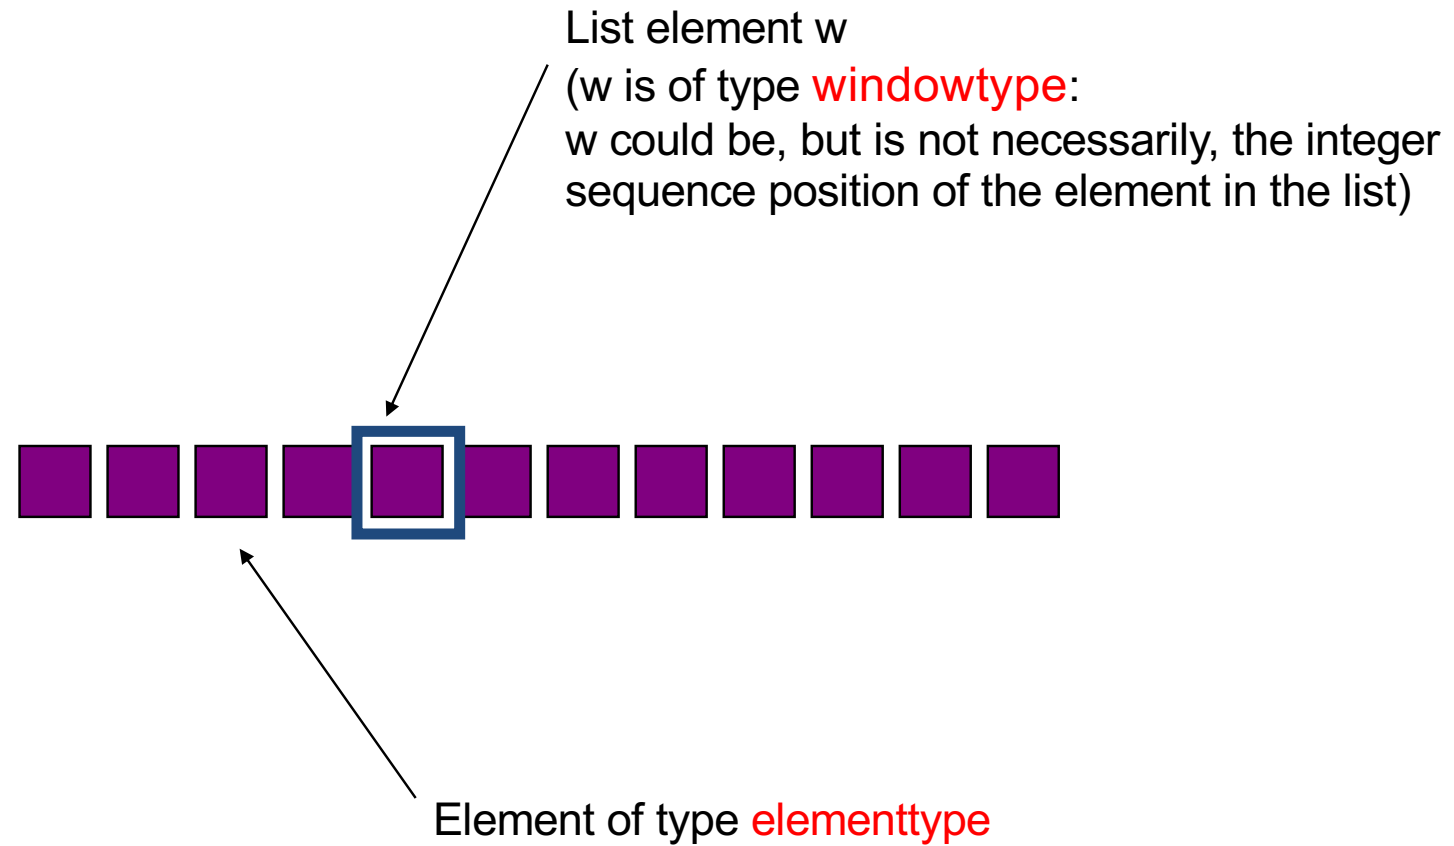 List element w
(w is of type windowtype:
w could be, but is not necessarily, the integer
sequence position of the element in the list)
Element of type elementtype